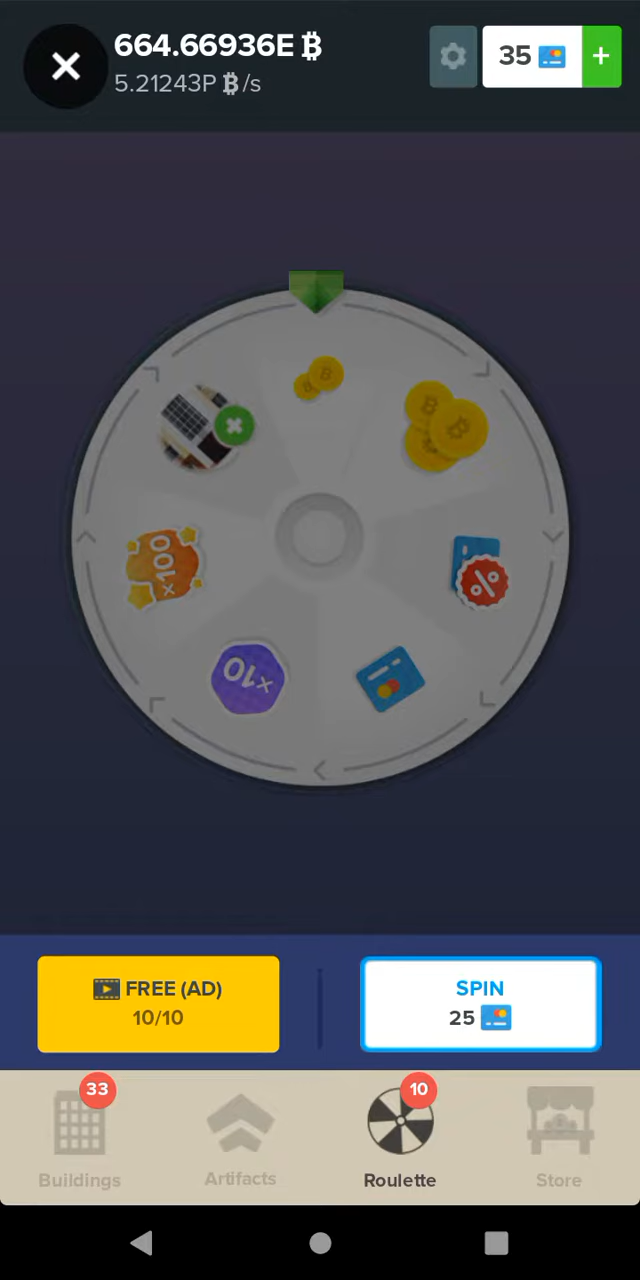 664.66936E ₿
5.21243P ₿/s
35
+
×100
×10
%
FREE (AD)
10/10
SPIN
25
33
10
Buildings
Artifacts
Roulette
Store